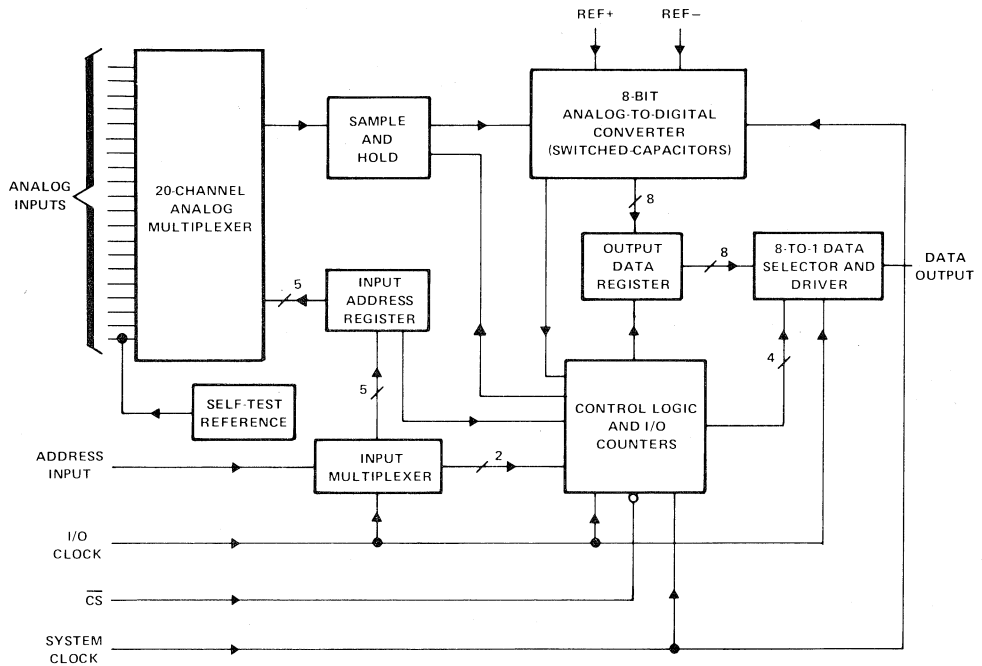 REF+
REF−
8-BIT
ANALOG-TO-DIGITAL
CONVERTER
(SWITCHED-CAPACITORS)
SAMPLE
AND
HOLD
ANALOG
INPUTS
20-CHANNEL
ANALOG
MULTIPLEXER
8
OUTPUT
DATA
REGISTER
8
8-TO-1 DATA
SELECTOR AND
DRIVER
DATA
OUTPUT
5
INPUT
ADDRESS
REGISTER
4
5
SELF-TEST
REFERENCE
CONTROL LOGIC
AND I/O
COUNTERS
ADDRESS
INPUT
INPUT
MULTIPLEXER
2
I/O
CLOCK
C̅S̅
SYSTEM
CLOCK